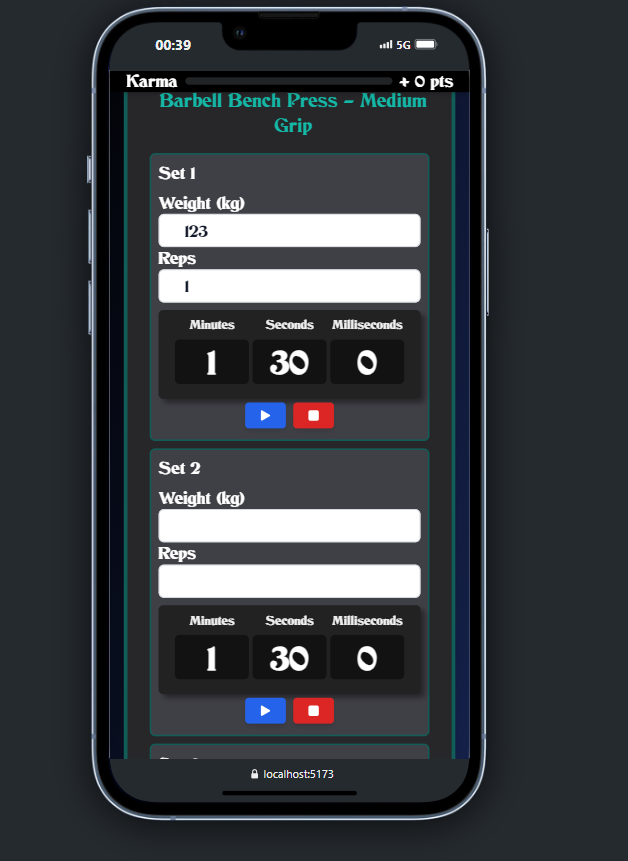 00:39 5G
Karma + 0 pts
Barbell Bench Press - Medium
Grip
Set 1
Weight (kg)
123
Reps
1
Minutes Seconds Milliseconds
1 30 0
Set 2
Weight (kg)
Reps
Minutes Seconds Milliseconds
1 30 0
localhost:5173